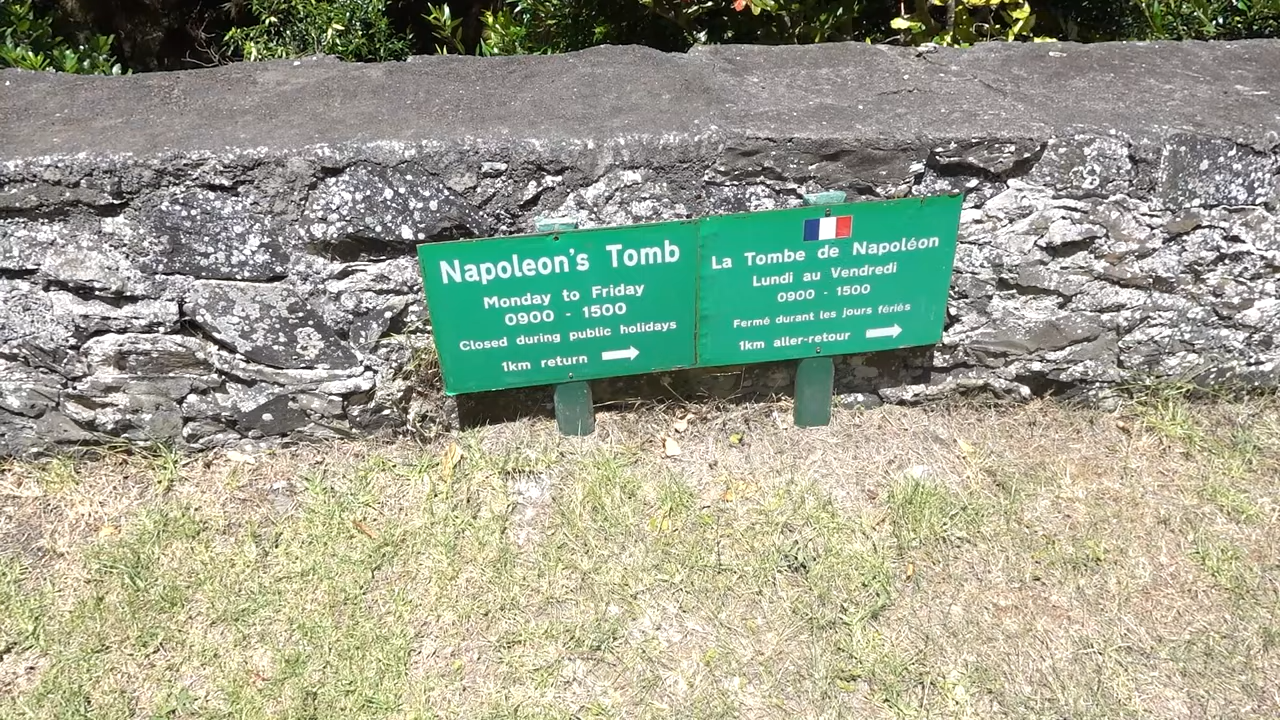 Napoleon's Tomb
Monday to Friday
0900 - 1500
Closed during public holidays
1km return
La Tombe de Napoléon
Lundi au Vendredi
0900 - 1500
Fermé durant les jours fériés
1km aller-retour